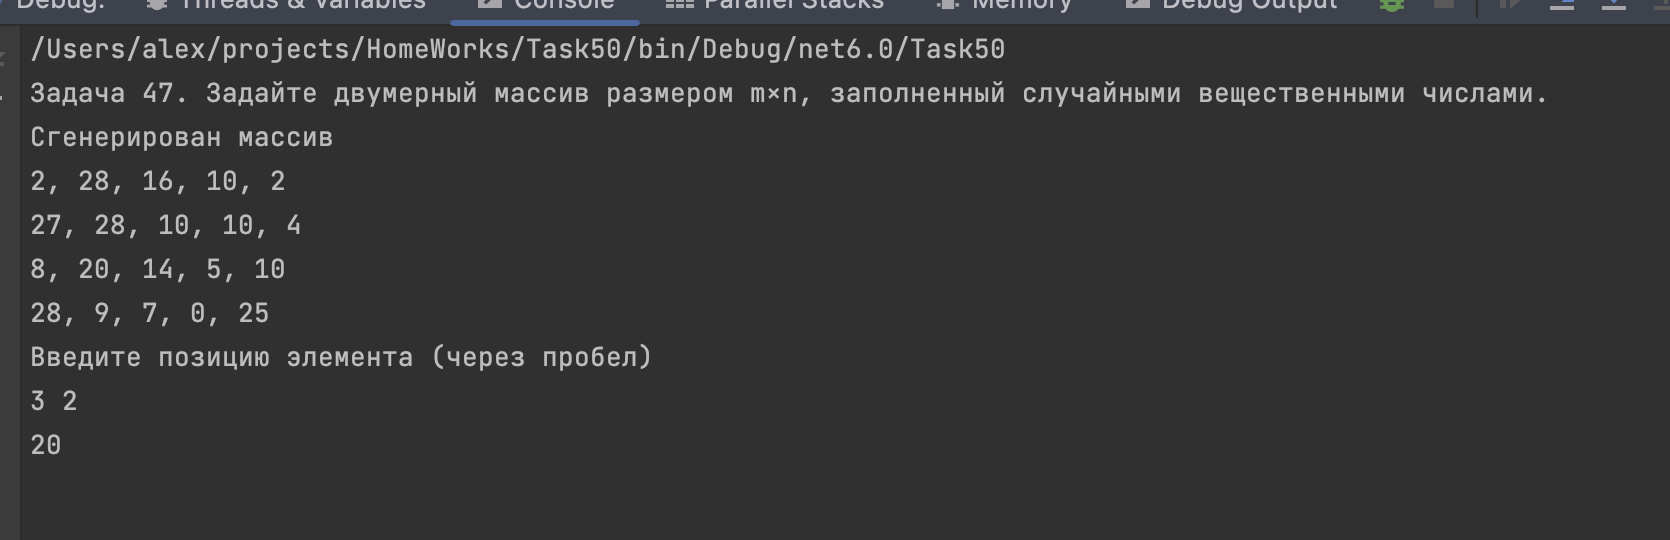 Debug: Threads & Variables Console Parallel Stacks Memory Debug Output
/Users/alex/projects/HomeWorks/Task50/bin/Debug/net6.0/Task50
Задача 47. Задайте двумерный массив размером m×n, заполненный случайными вещественными числами.
Сгенерирован массив
2, 28, 16, 10, 2
27, 28, 10, 10, 4
8, 20, 14, 5, 10
28, 9, 7, 0, 25
Введите позицию элемента (через пробел)
3 2
20